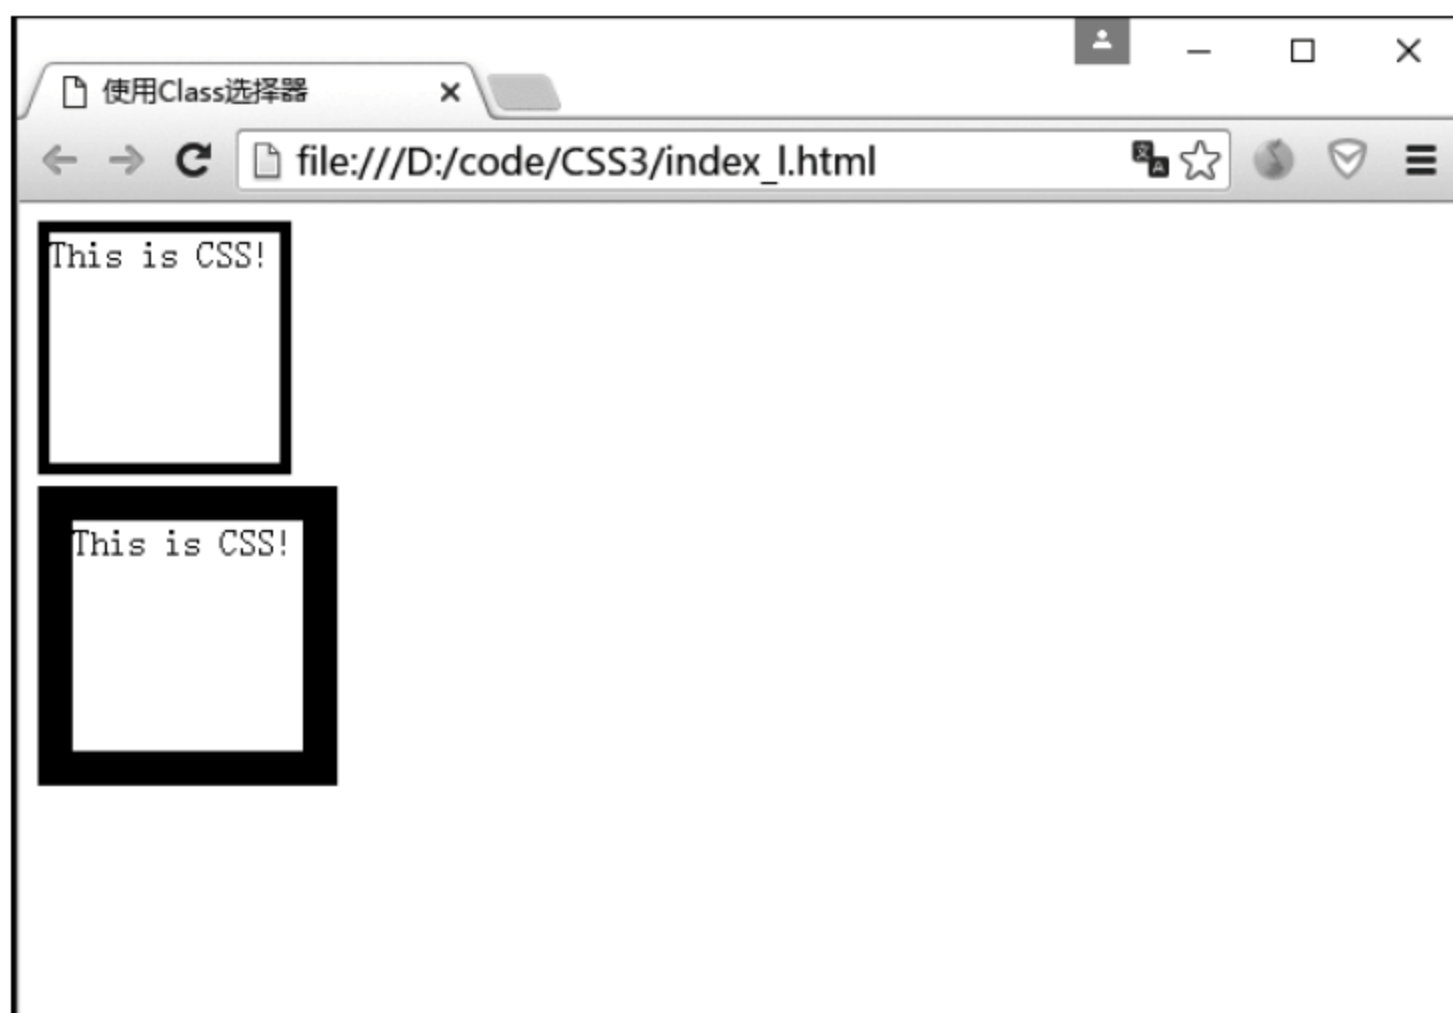 使用Class选择器
file:///D:/code/CSS3/index_l.html
This is CSS!
This is CSS!